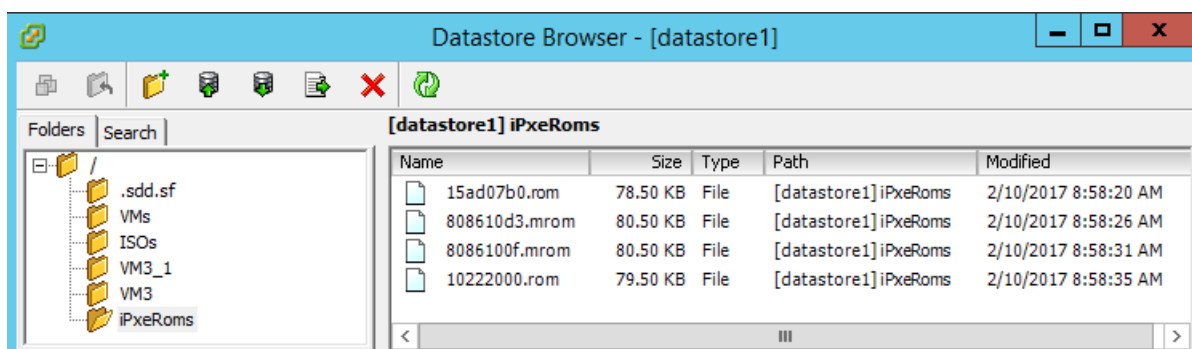 Datastore Browser - [datastore1]
Folders Search
[datastore1] iPxeRoms
/
.sdd.sf
VMs
ISOs
VM3_1
VM3
iPxeRoms
Name Size Type Path Modified
15ad07b0.rom 78.50 KB File [datastore1] iPxeRoms 2/10/2017 8:58:20 AM
808610d3.mrom 80.50 KB File [datastore1] iPxeRoms 2/10/2017 8:58:26 AM
8086100f.mrom 80.50 KB File [datastore1] iPxeRoms 2/10/2017 8:58:31 AM
10222000.rom 79.50 KB File [datastore1] iPxeRoms 2/10/2017 8:58:35 AM